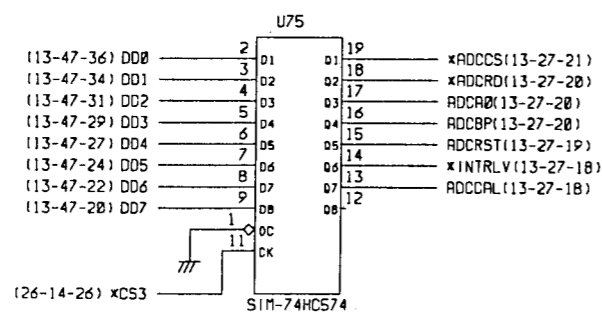 U75
(13-47-36) DD0 2 D1 Q1 19 *ADCCS(13-27-21)
(13-47-34) DD1 3 D2 Q2 18 *ADCRD(13-27-20)
(13-47-31) DD2 4 D3 Q3 17 ADCA0(13-27-20)
(13-47-29) DD3 5 D4 Q4 16 ADCBP(13-27-20)
(13-47-27) DD4 6 D5 Q5 15 ADCRST(13-27-19)
(13-47-24) DD5 7 D6 Q6 14 *INTRLV(13-27-18)
(13-47-22) DD6 8 D7 Q7 13 ADCCAL(13-27-18)
(13-47-20) DD7 9 D8 Q8 12
1 OC
11 CK
(26-14-26) *CS3
SIM-74HC574